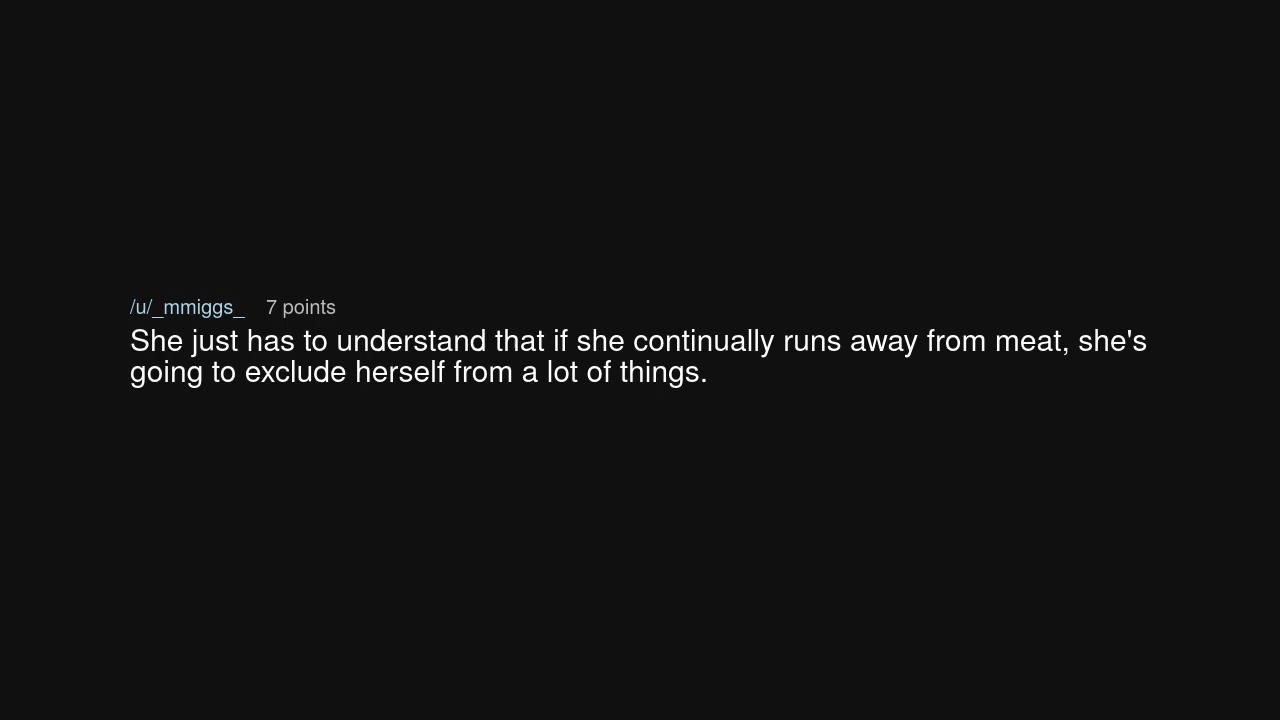 /u/_mmiggs_ 7 points
She just has to understand that if she continually runs away from meat, she's
going to exclude herself from a lot of things.